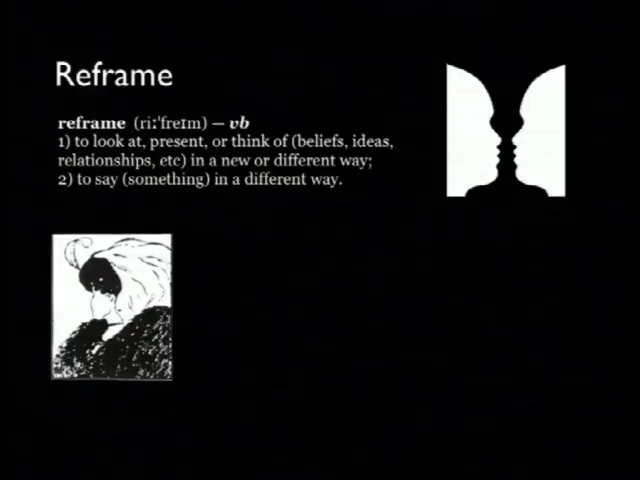 Reframe
reframe (riːˈfreɪm) — vb
1) to look at, present, or think of (beliefs, ideas,
relationships, etc) in a new or different way;
2) to say (something) in a different way.